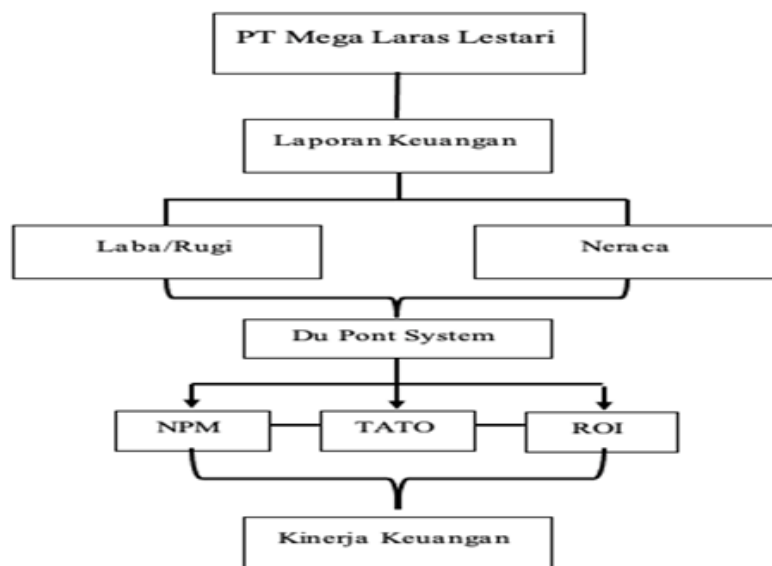 PT Mega Laras Lestari
Laporan Keuangan
Laba/Rugi
Neraca
Du Pont System
NPM
TATO
ROI
Kinerja Keuangan